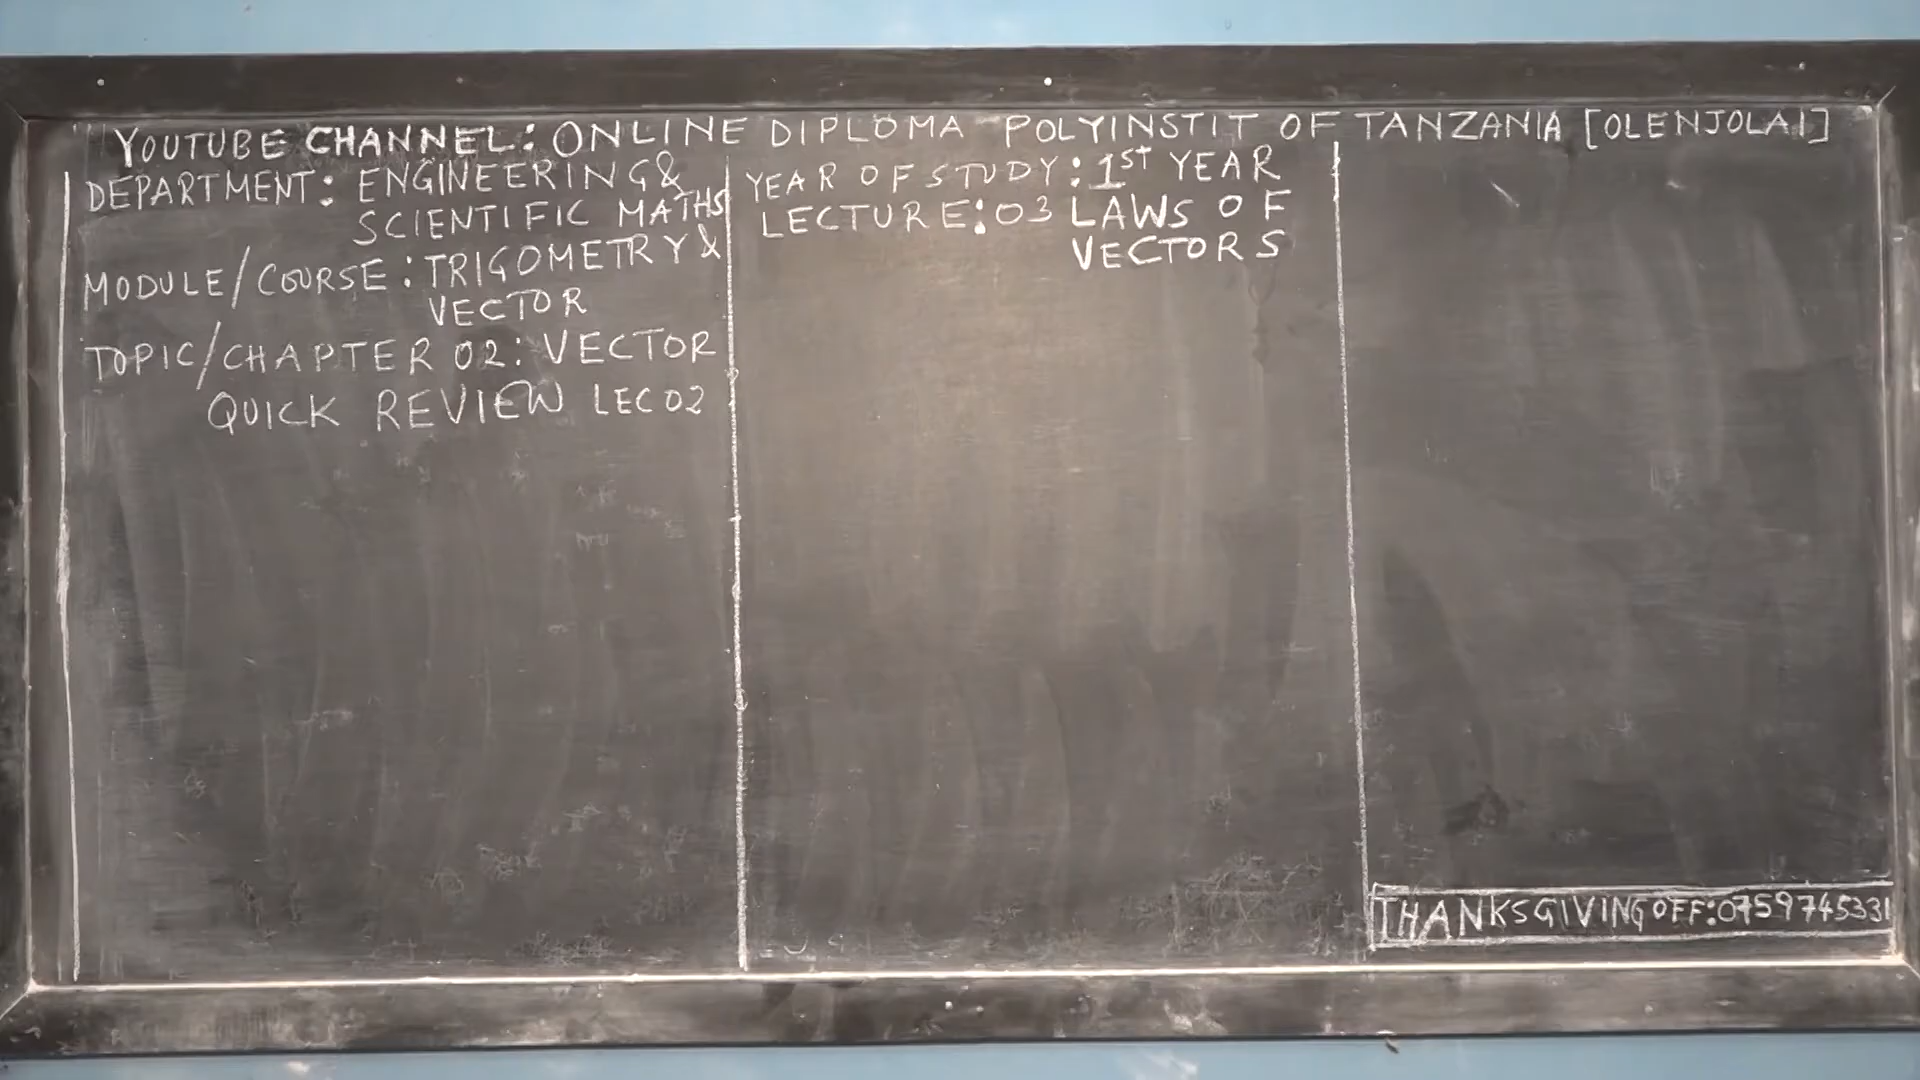 YOUTUBE CHANNEL: ONLINE DIPLOMA POLYINSTIT OF TANZANIA [OLENJOLAI]
DEPARTMENT: ENGINEERING &
SCIENTIFIC MATHS
MODULE/COURSE: TRIGOMETRY &
VECTOR
TOPIC/CHAPTER 02: VECTOR
QUICK REVIEW LEC 02
YEAR OF STUDY: 1ST YEAR
LECTURE: 03 LAWS OF
VECTORS
THANKSGIVING OFF: 0759745331